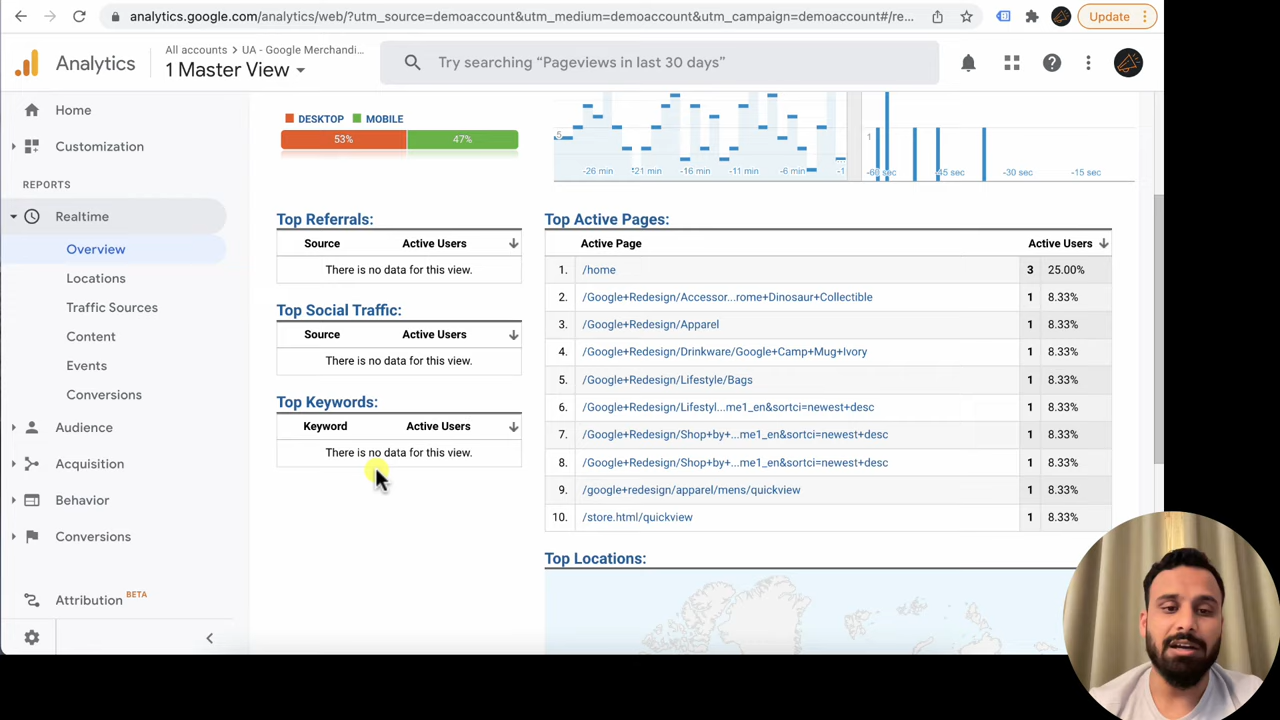 analytics.google.com/analytics/web/?utm_source=demoaccount&utm_medium=demoaccount&utm_campaign=demoaccount#/re...
Update
Analytics
All accounts > UA - Google Merchandi...
1 Master View
Try searching “Pageviews in last 30 days”
Home
Customization
REPORTS
Realtime
Overview
Locations
Traffic Sources
Content
Events
Conversions
Audience
Acquisition
Behavior
Conversions
Attribution BETA
DESKTOP MOBILE
53% 47%
5
-26 min -21 min -16 min -11 min -6 min
1
-60 sec -45 sec -30 sec -15 sec
Top Referrals:
Source Active Users
There is no data for this view.
Top Social Traffic:
Source Active Users
There is no data for this view.
Top Keywords:
Keyword Active Users
There is no data for this view.
Top Active Pages:
Active Page Active Users
1. /home 3 25.00%
2. /Google+Redesign/Accessor...rome+Dinosaur+Collectible 1 8.33%
3. /Google+Redesign/Apparel 1 8.33%
4. /Google+Redesign/Drinkware/Google+Camp+Mug+Ivory 1 8.33%
5. /Google+Redesign/Lifestyle/Bags 1 8.33%
6. /Google+Redesign/Lifestyl...me1_en&sortci=newest+desc 1 8.33%
7. /Google+Redesign/Shop+by+...me1_en&sortci=newest+desc 1 8.33%
8. /Google+Redesign/Shop+by+...me1_en&sortci=newest+desc 1 8.33%
9. /google+redesign/apparel/mens/quickview 1 8.33%
10. /store.html/quickview 1 8.33%
Top Locations: